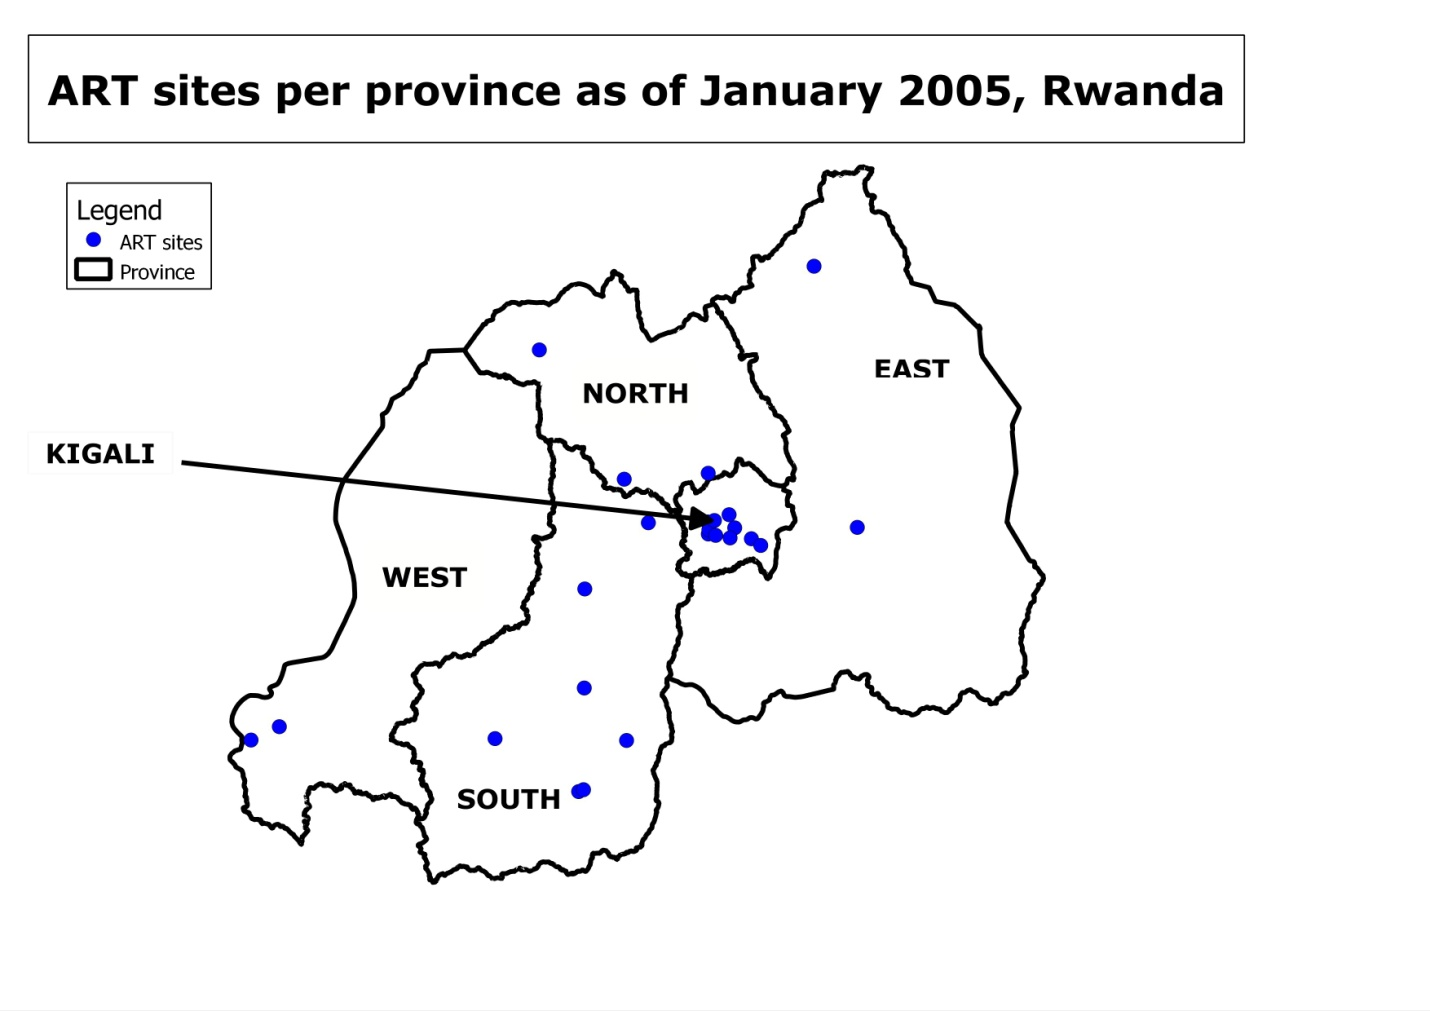 ART sites per province as of January 2005, Rwanda
Legend
ART sites
Province
EAST
NORTH
KIGALI
WEST
SOUTH